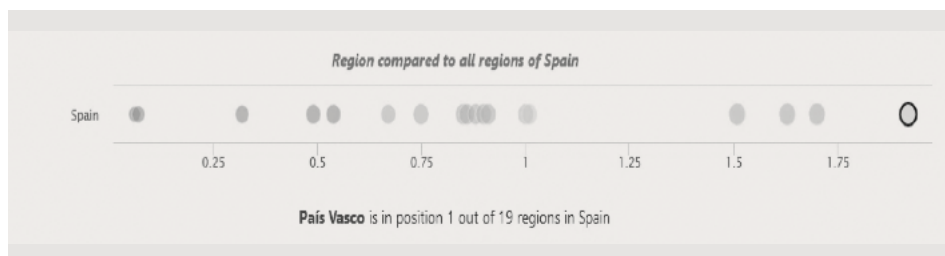 Region compared to all regions of Spain
Spain
0.25 0.5 0.75 1 1.25 1.5 1.75
País Vasco is in position 1 out of 19 regions in Spain